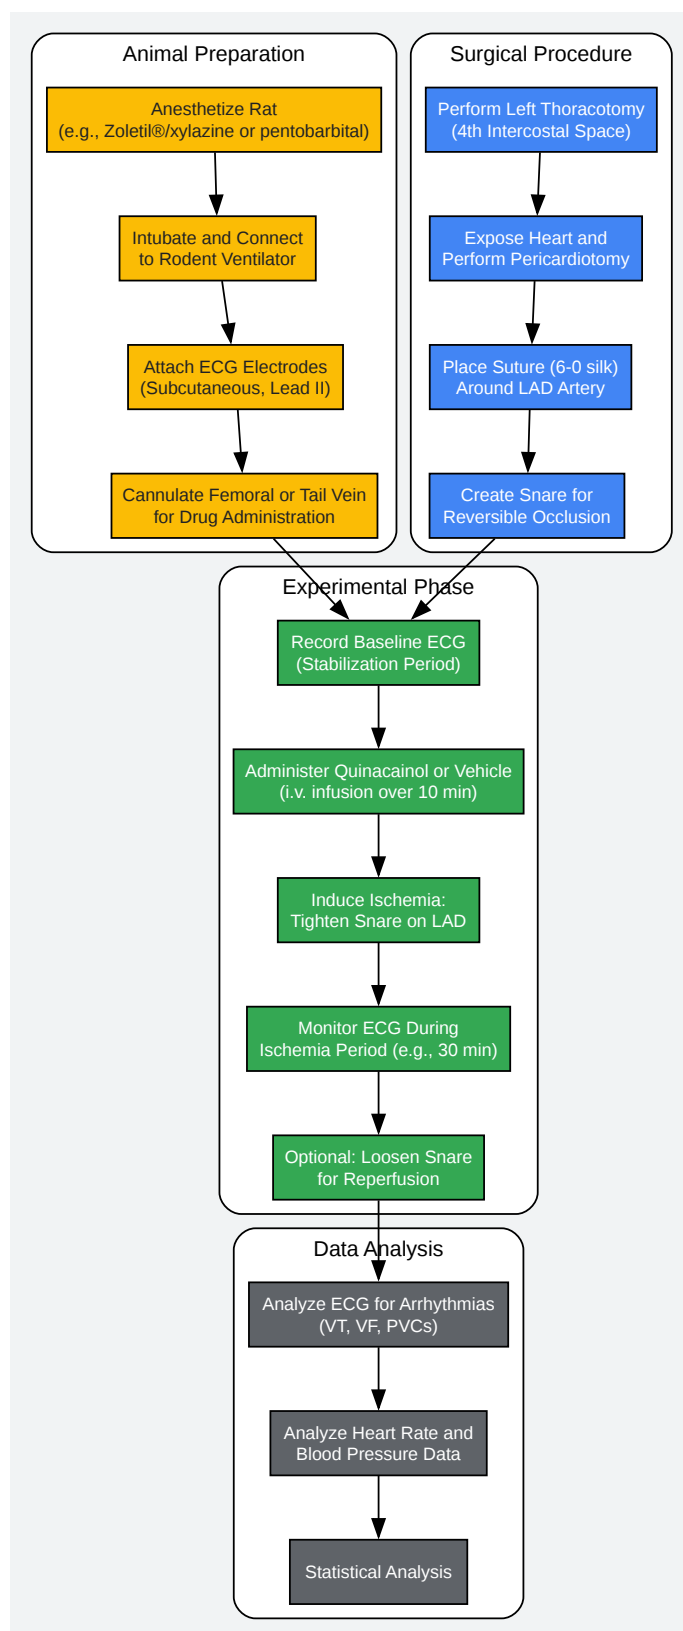 Animal Preparation
Anesthetize Rat
(e.g., Zoletil®/xylazine or pentobarbital)
Intubate and Connect
to Rodent Ventilator
Attach ECG Electrodes
(Subcutaneous, Lead II)
Cannulate Femoral or Tail Vein
for Drug Administration
Surgical Procedure
Perform Left Thoracotomy
(4th Intercostal Space)
Expose Heart and
Perform Pericardiotomy
Place Suture (6-0 silk)
Around LAD Artery
Create Snare for
Reversible Occlusion
Experimental Phase
Record Baseline ECG
(Stabilization Period)
Administer Quinacainol or Vehicle
(i.v. infusion over 10 min)
Induce Ischemia:
Tighten Snare on LAD
Monitor ECG During
Ischemia Period (e.g., 30 min)
Optional: Loosen Snare
for Reperfusion
Data Analysis
Analyze ECG for Arrhythmias
(VT, VF, PVCs)
Analyze Heart Rate and
Blood Pressure Data
Statistical Analysis